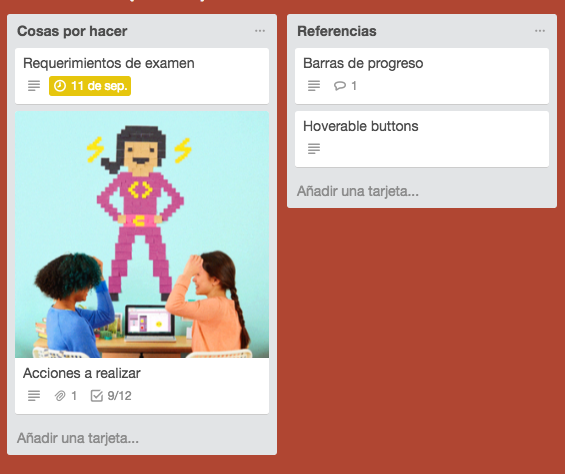 Cosas por hacer
Requerimientos de examen
11 de sep.
Acciones a realizar
1
9/12
Añadir una tarjeta...
Referencias
Barras de progreso
1
Hoverable buttons
Añadir una tarjeta...